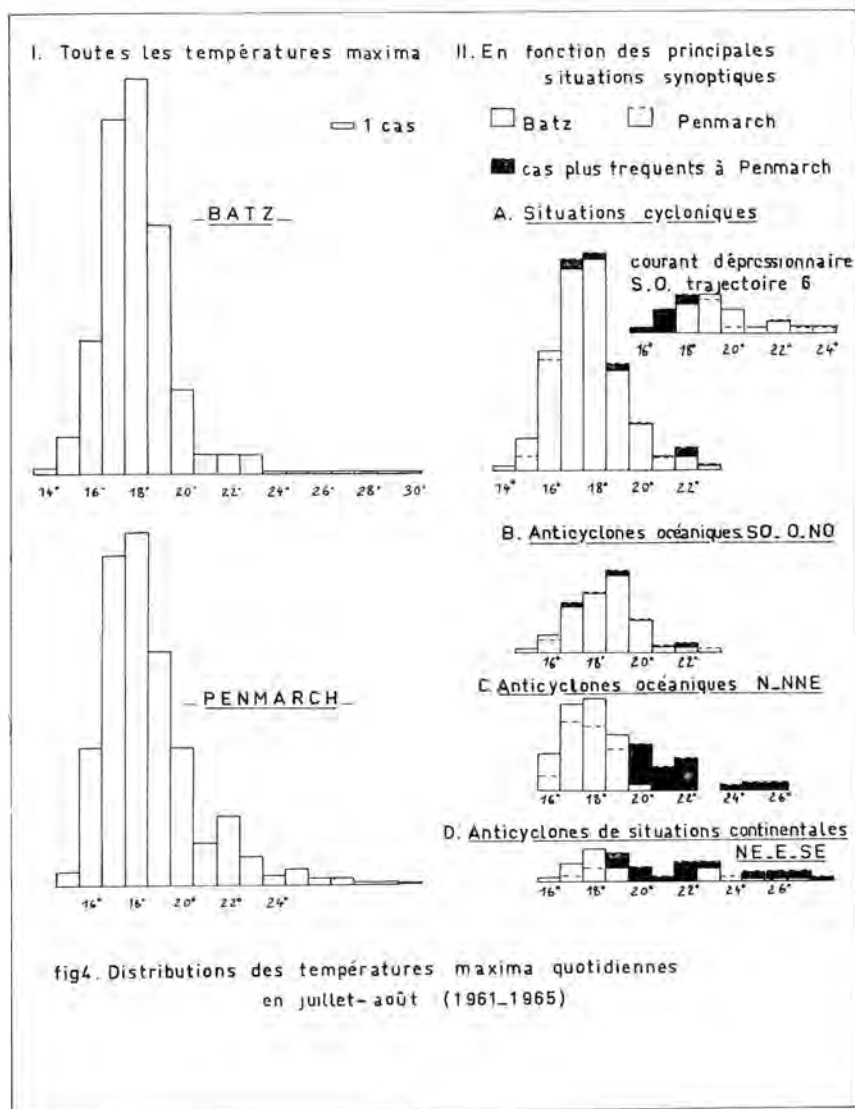 I. Toutes les températures maxima
1 cas
BATZ
14° 16° 18° 20° 22° 24° 26° 28° 30°
PENMARCH
16° 18° 20° 22° 24°
II. En fonction des principales
situations synoptiques
Batz Penmarch
cas plus frequents à Penmarch
A. Situations cycloniques
courant dépressionnaire
S.O. trajectoire 6
16° 18° 20° 22° 24°
14° 16° 18° 20° 22°
B. Anticyclones océaniques SO_O_NO
16° 18° 20° 22°
C. Anticyclones océaniques N_NNE
16° 18° 20° 22° 24° 26°
D. Anticyclones de situations continentales
NE_E_SE
16° 18° 20° 22° 24° 26°
fig4. Distributions des températures maxima quotidiennes
en juillet-août (1961_1965)